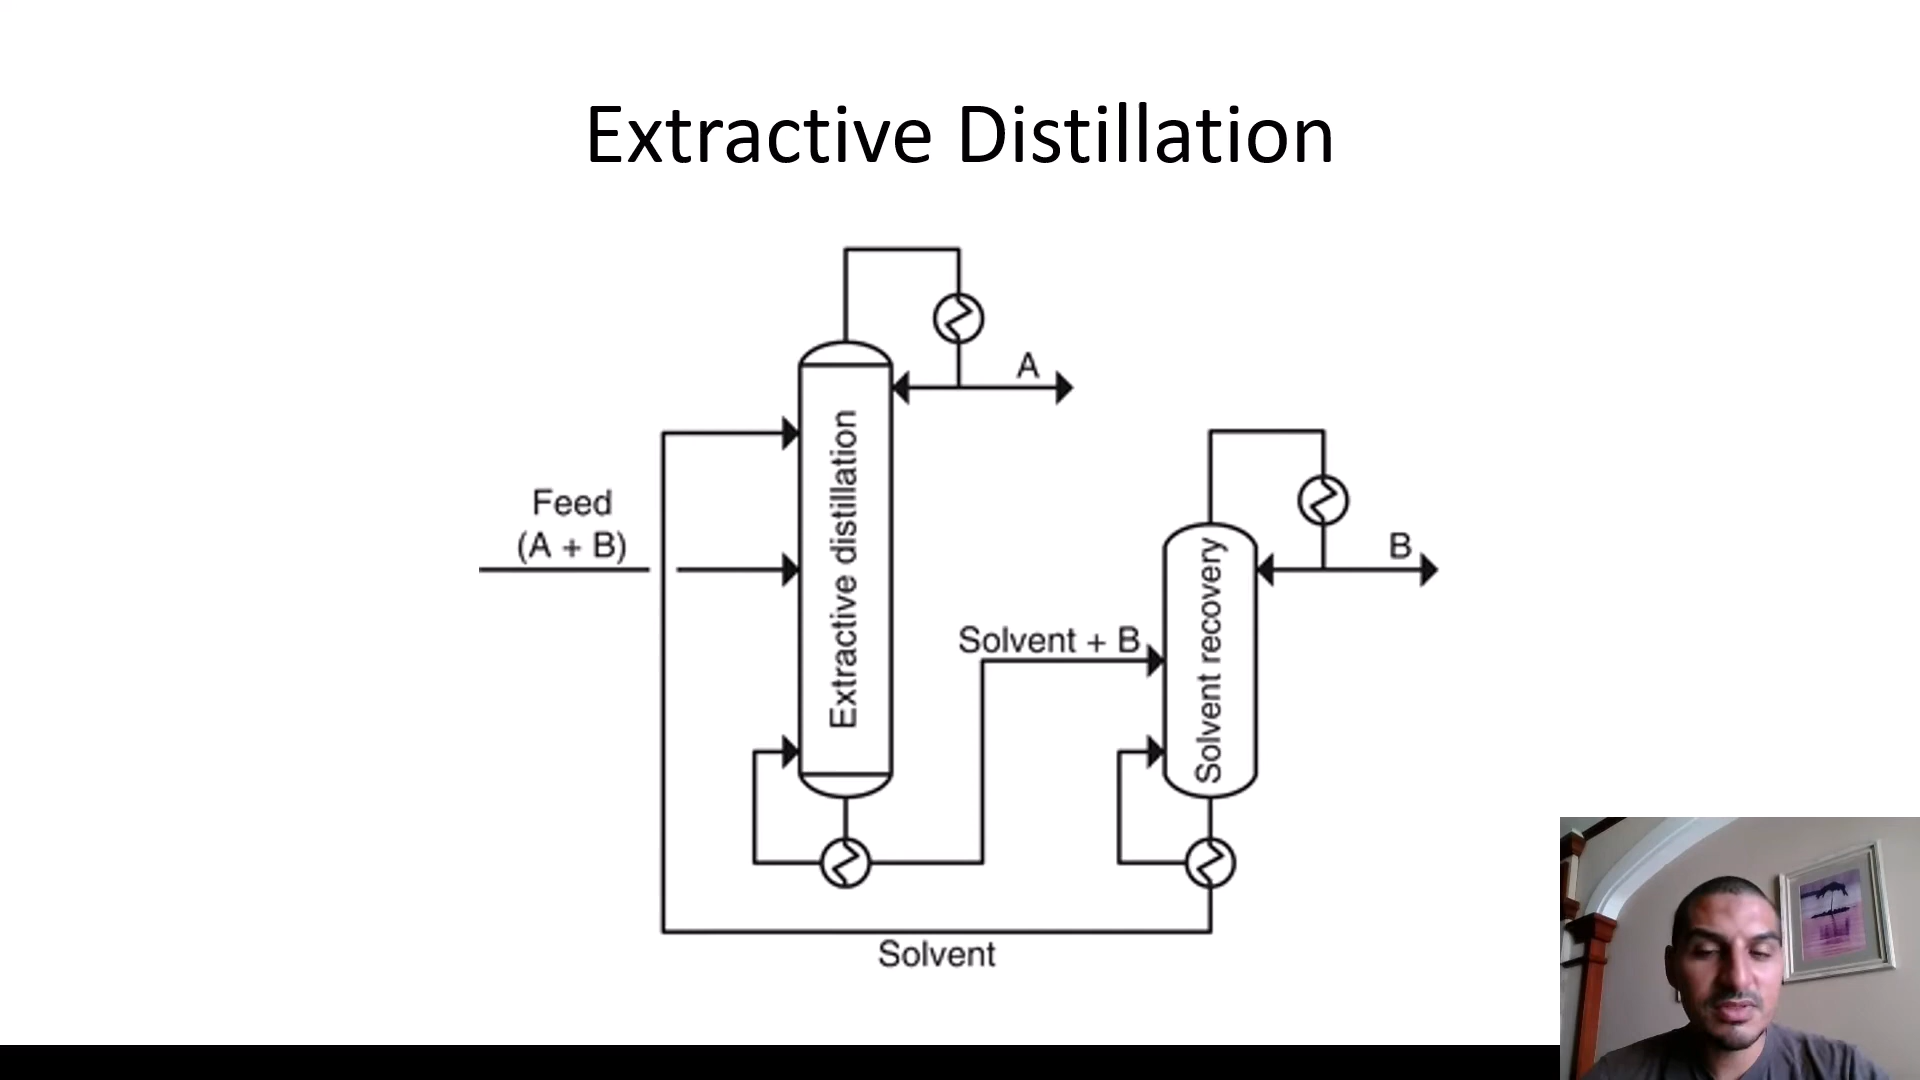 Extractive Distillation
A
Feed
(A + B)
Extractive distillation
B
Solvent + B
Solvent recovery
Solvent